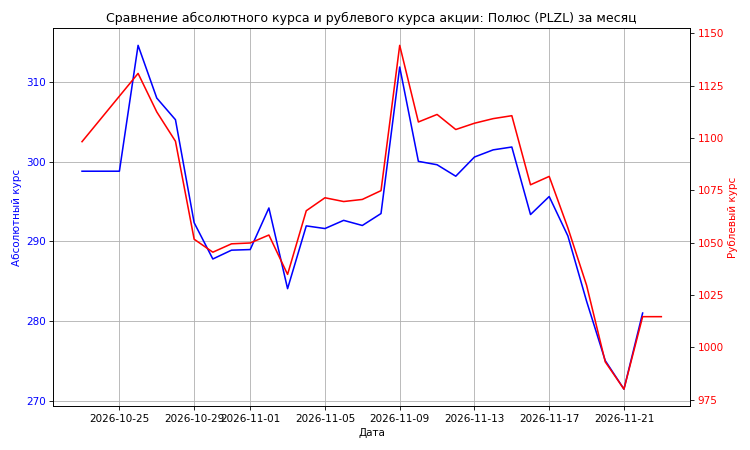 Сравнение абсолютного курса и рублевого курса акции: Полюс (PLZL) за месяц
Абсолютный курс
310
300
290
280
270
1150
1125
1100
1075
1050
1025
1000
975
Рублевый курс
2026-10-25 2026-10-29 2026-11-01 2026-11-05 2026-11-09 2026-11-13 2026-11-17 2026-11-21
Дата